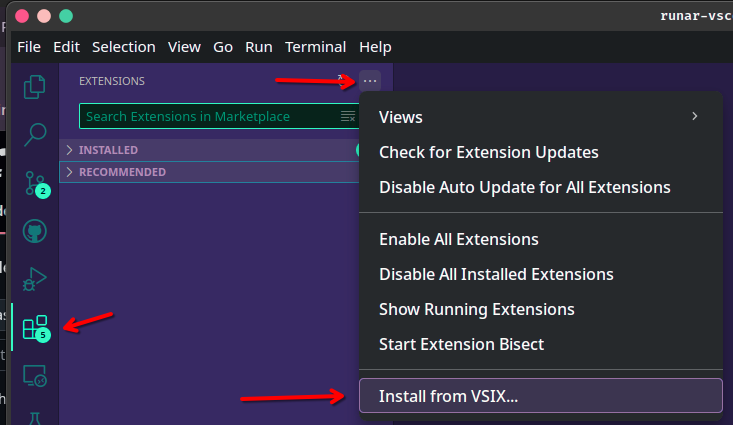 runar-vsc
File Edit Selection View Go Run Terminal Help
EXTENSIONS
Search Extensions in Marketplace
INSTALLED
RECOMMENDED
2
5
Views
Check for Extension Updates
Disable Auto Update for All Extensions
Enable All Extensions
Disable All Installed Extensions
Show Running Extensions
Start Extension Bisect
Install from VSIX...